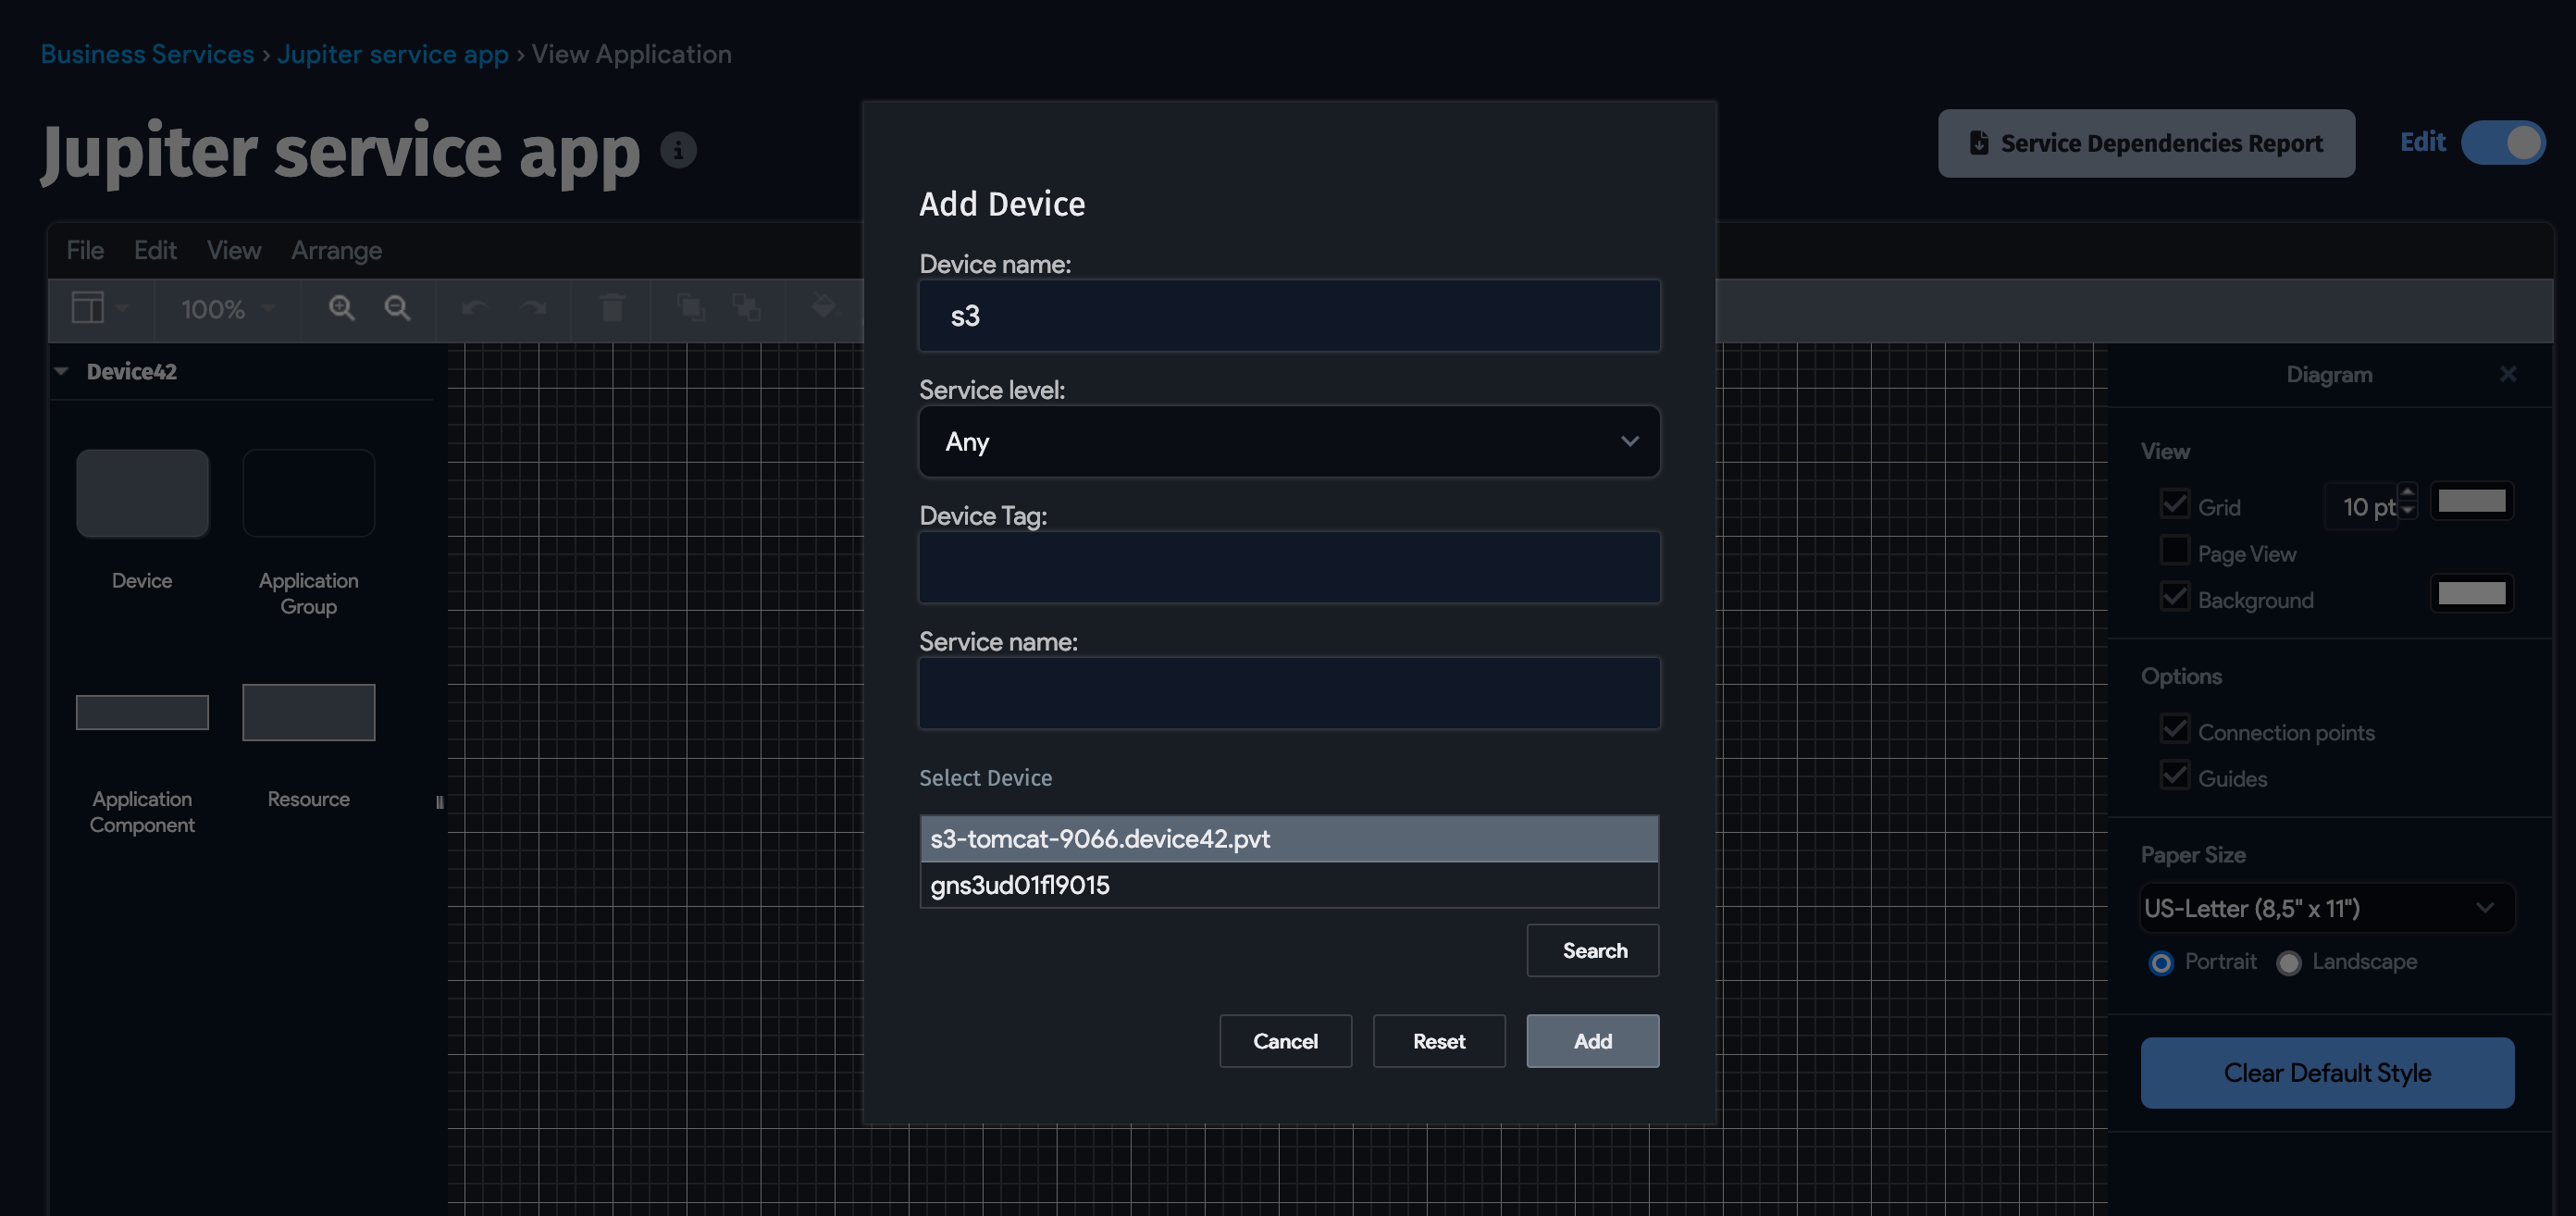 Business Services › Jupiter service app › View Application
Jupiter service app
Service Dependencies Report
Edit
File Edit View Arrange
100%
Device42
Device
Application
Group
Application
Component
Resource
Add Device
Device name:
s3
Service level:
Any
Device Tag:
Service name:
Select Device
s3-tomcat-9066.device42.pvt
gns3ud01fl9015
Search
Cancel
Reset
Add
Diagram
View
Grid
10 pt
Page View
Background
Options
Connection points
Guides
Paper Size
US-Letter (8,5" x 11")
Portrait
Landscape
Clear Default Style